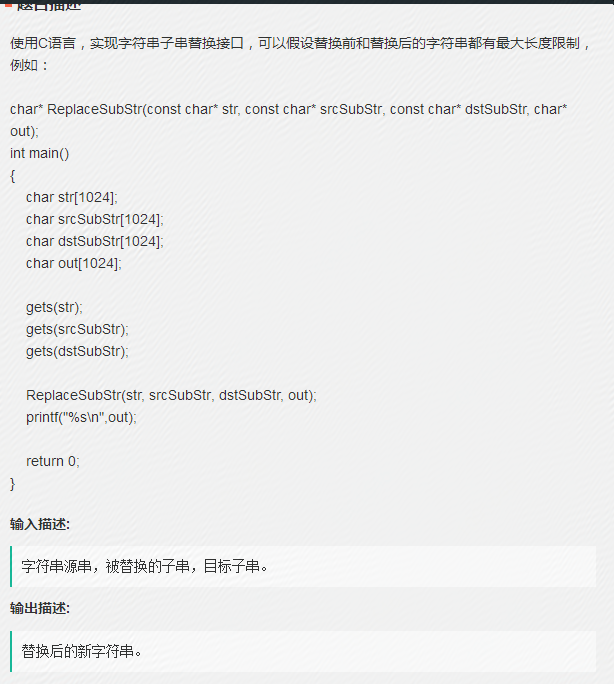 题目描述
使用C语言，实现字符串子串替换接口，可以假设替换前和替换后的字符串都有最大长度限制，
例如：
char* ReplaceSubStr(const char* str, const char* srcSubStr, const char* dstSubStr, char*
out);
int main()
{
char str[1024];
char srcSubStr[1024];
char dstSubStr[1024];
char out[1024];
gets(str);
gets(srcSubStr);
gets(dstSubStr);
ReplaceSubStr(str, srcSubStr, dstSubStr, out);
printf("%s\n",out);
return 0;
}
输入描述:
字符串源串，被替换的子串，目标子串。
输出描述:
替换后的新字符串。